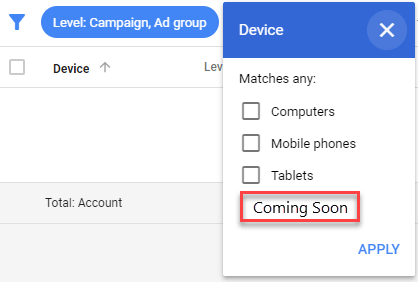 Level: Campaign, Ad group
Device
Lev
Total: Account
Device
Matches any:
Computers
Mobile phones
Tablets
Coming Soon
APPLY